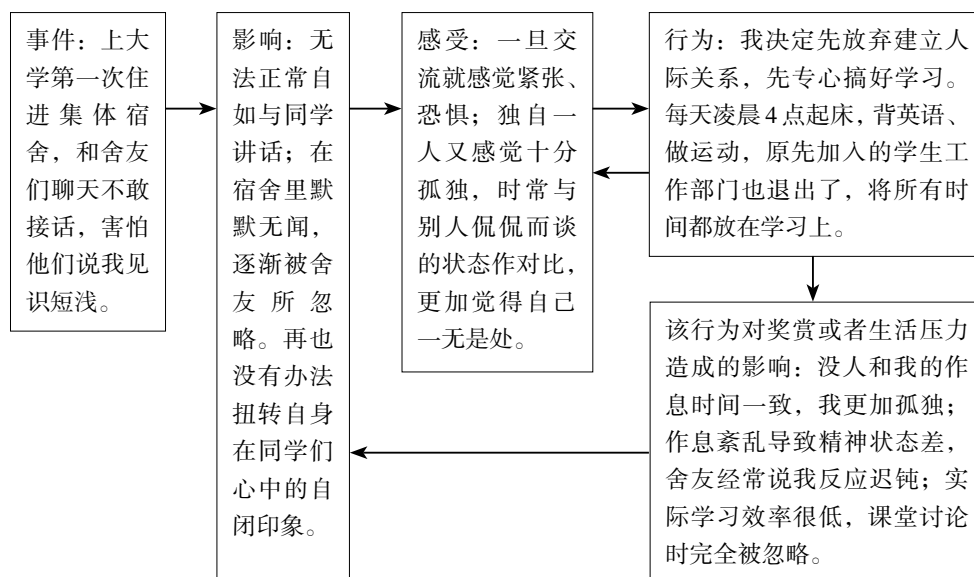 事件：上大
学第一次住
进集体宿
舍，和舍友
们聊天不敢
接话，害怕
他们说我见
识短浅。
影响：无
法正常自
如与同学
讲话；在
宿舍里默
默无闻，
逐渐被舍
友所忽
略。再也
没有办法
扭转自身
在同学们
心中的自
闭印象。
感受：一旦交
流就感觉紧张、
恐惧；独自一
人又感觉十分
孤独，时常与
别人侃侃而谈
的状态作对比，
更加觉得自己
一无是处。
行为：我决定先放弃建立人
际关系，先专心搞好学习。
每天凌晨4点起床，背英语、
做运动，原先加入的学生工
作部门也退出了，将所有时
间都放在学习上。
该行为对奖赏或者生活压力
造成的影响：没人和我的作
息时间一致，我更加孤独；
作息紊乱导致精神状态差，
舍友经常说我反应迟钝；实
际学习效率很低，课堂讨论
时完全被忽略。